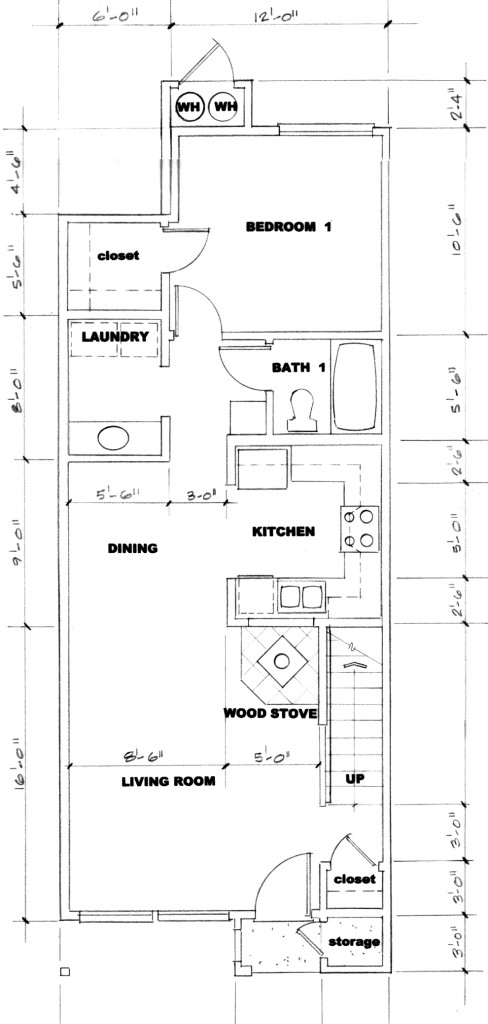 6'-0"
12'-0"
WH
WH
2'-4"
4'-6"
BEDROOM 1
10'-6"
closet
5'-6"
LAUNDRY
BATH 1
8'-0"
5'-6"
2'-6"
5'-6"
3'-0"
KITCHEN
5'-0"
DINING
9'-0"
2'-6"
WOOD STOVE
8'-6"
5'-0"
LIVING ROOM
UP
16'-0"
3'-0"
closet
3'-0"
storage
3'-0"